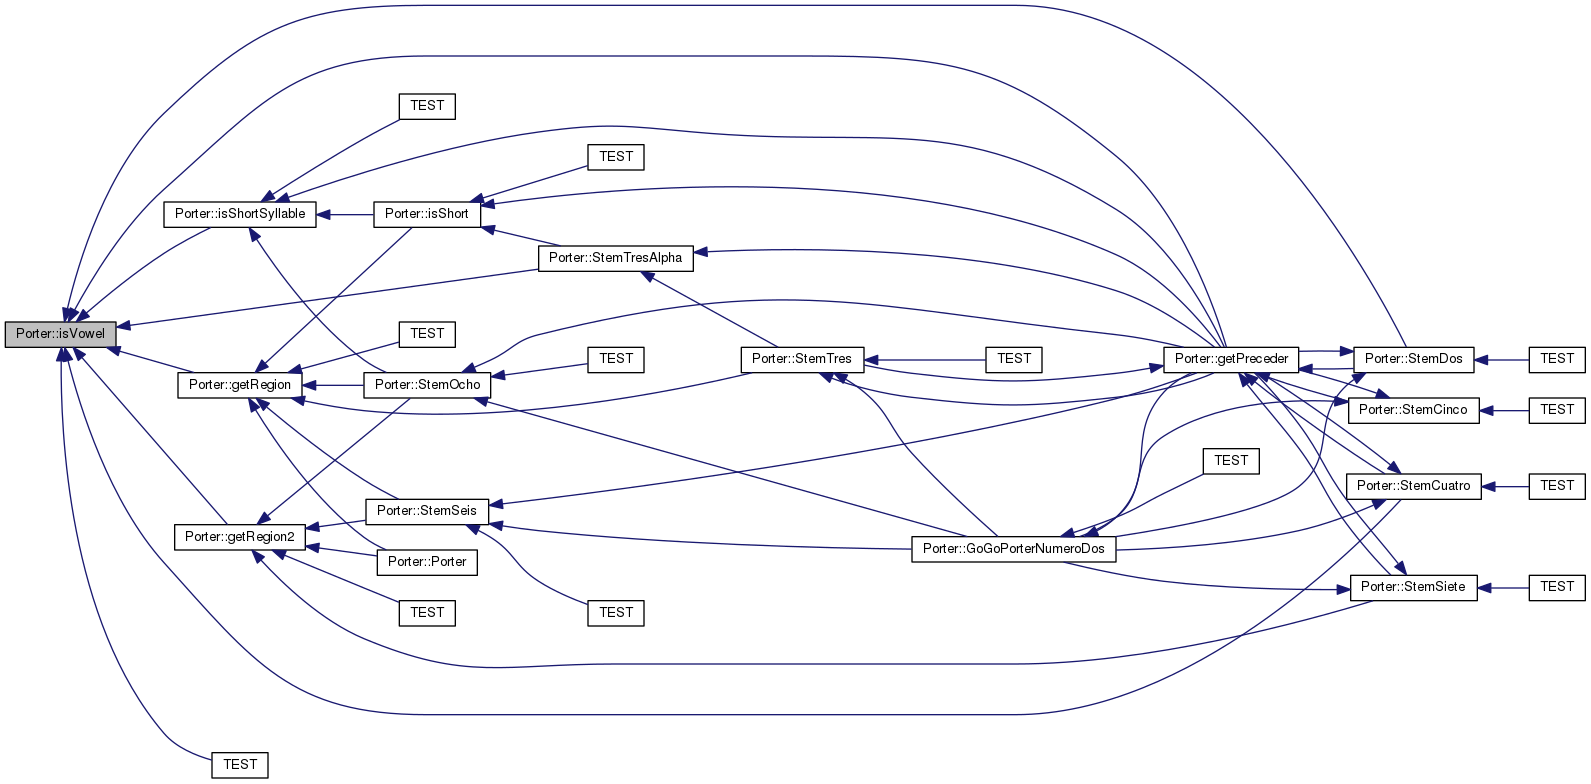 TEST
TEST
Porter::isShortSyllable
Porter::isShort
Porter::StemTresAlpha
Porter::isVowel
TEST
Porter::getRegion
Porter::StemOcho
TEST
Porter::StemTres
TEST
Porter::getPreceder
Porter::StemDos
TEST
Porter::StemCinco
TEST
TEST
Porter::StemCuatro
TEST
Porter::StemSeis
Porter::getRegion2
Porter::GoGoPorterNumeroDos
Porter::Porter
Porter::StemSiete
TEST
TEST
TEST
TEST